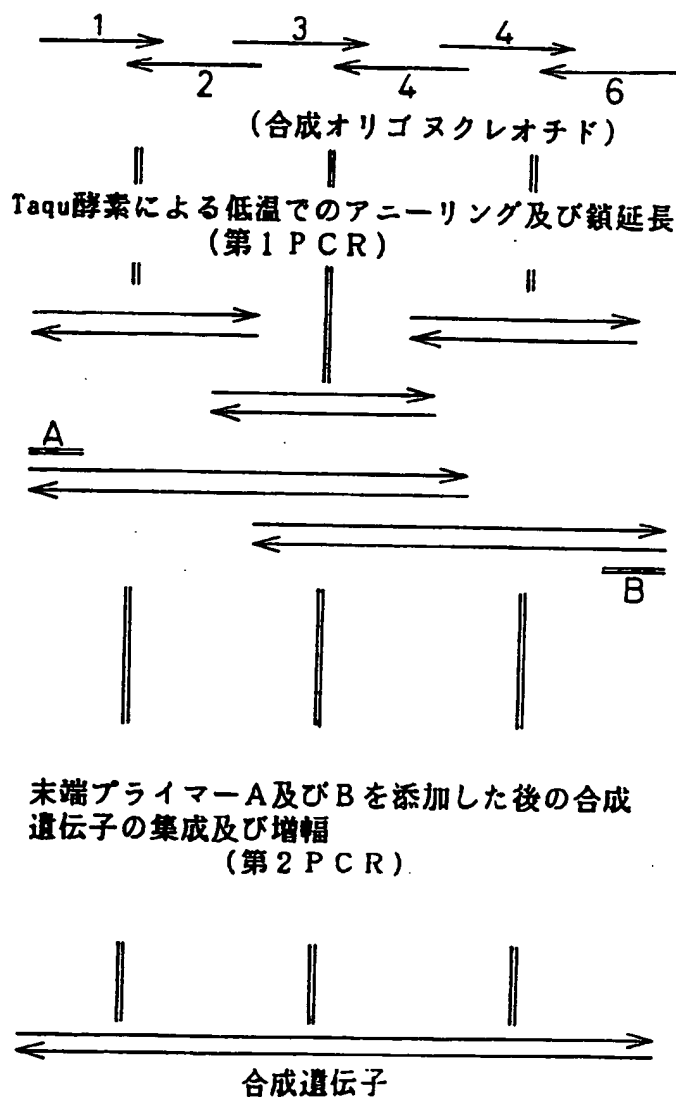 1 3 4
2 4 6
(合成オリゴヌクレオチド)
Taqu酵素による低温でのアニーリング及び鎖延長
(第1PCR)
A
B
末端プライマーA及びBを添加した後の合成
遺伝子の集成及び増幅
(第2PCR)
合成遺伝子